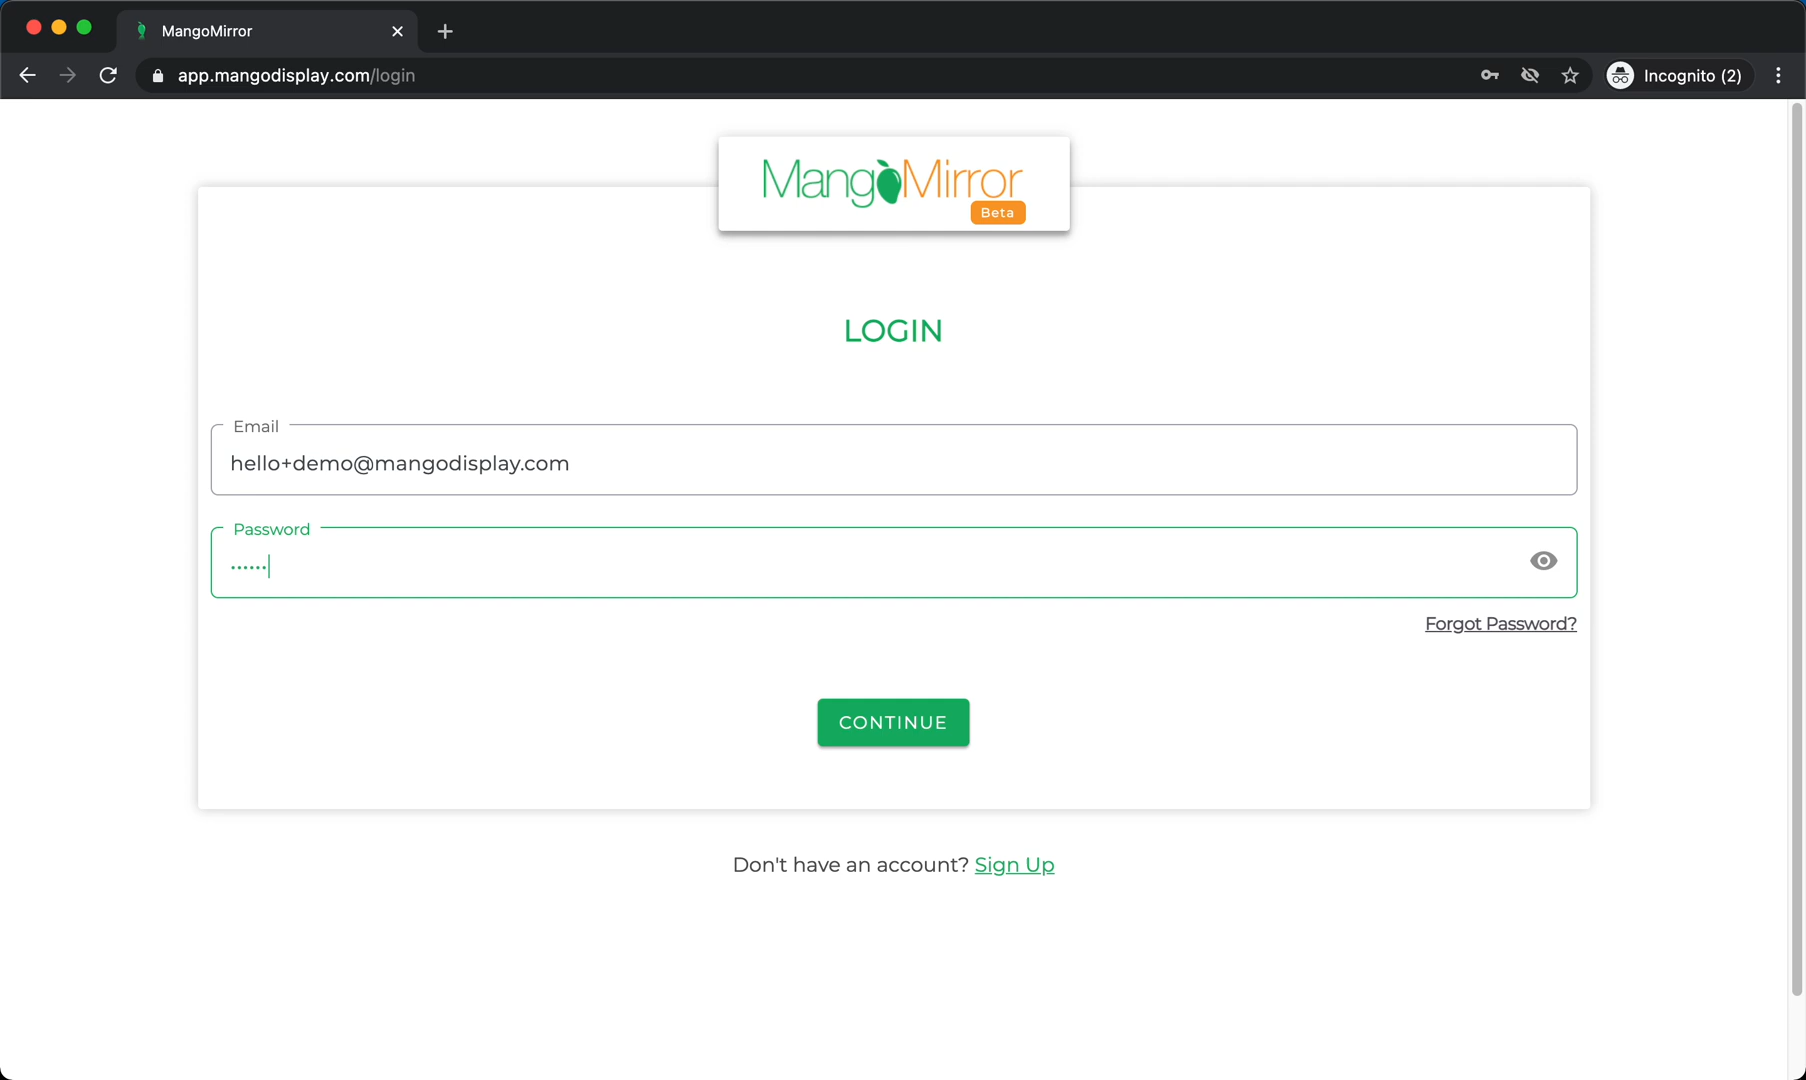 MangoMirror
app.mangodisplay.com/login
Incognito (2)
MangoMirror
Beta
LOGIN
Email
hello+demo@mangodisplay.com
Password
••••••
Forgot Password?
CONTINUE
Don't have an account? Sign Up